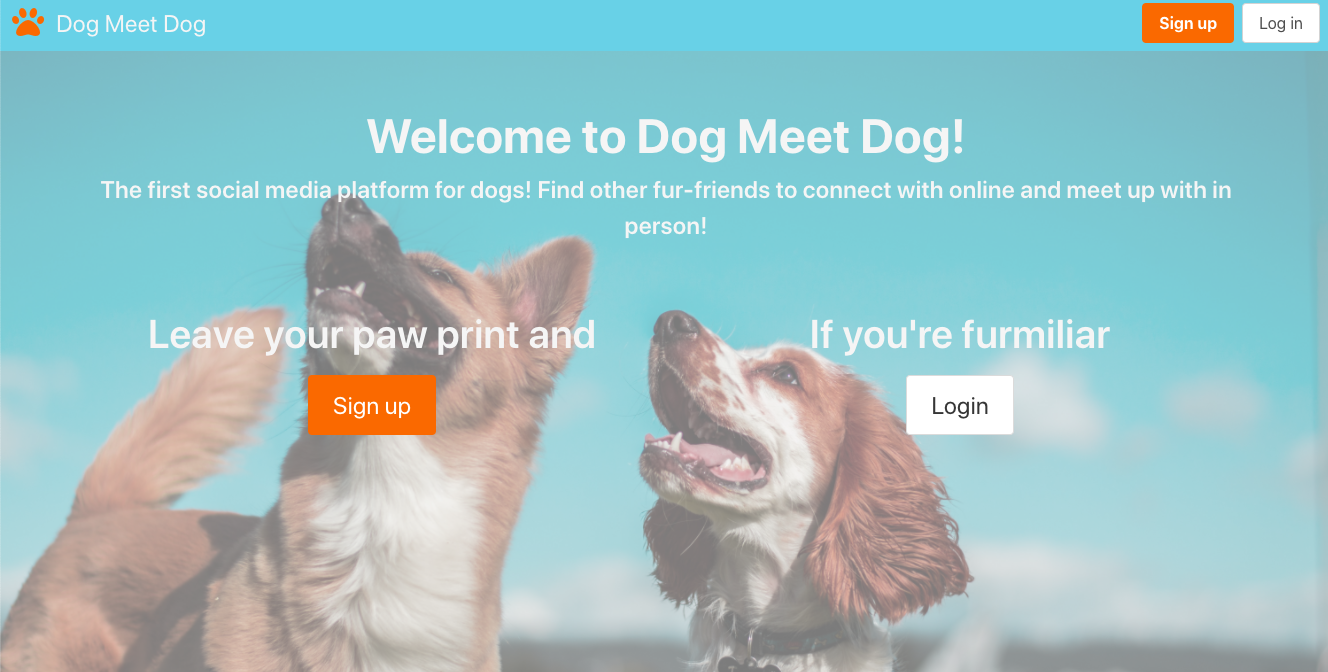 Dog Meet Dog
Sign up
Log in
Welcome to Dog Meet Dog!
The first social media platform for dogs! Find other fur-friends to connect with online and meet up with in
person!
Leave your paw print and
Sign up
If you're furmiliar
Login